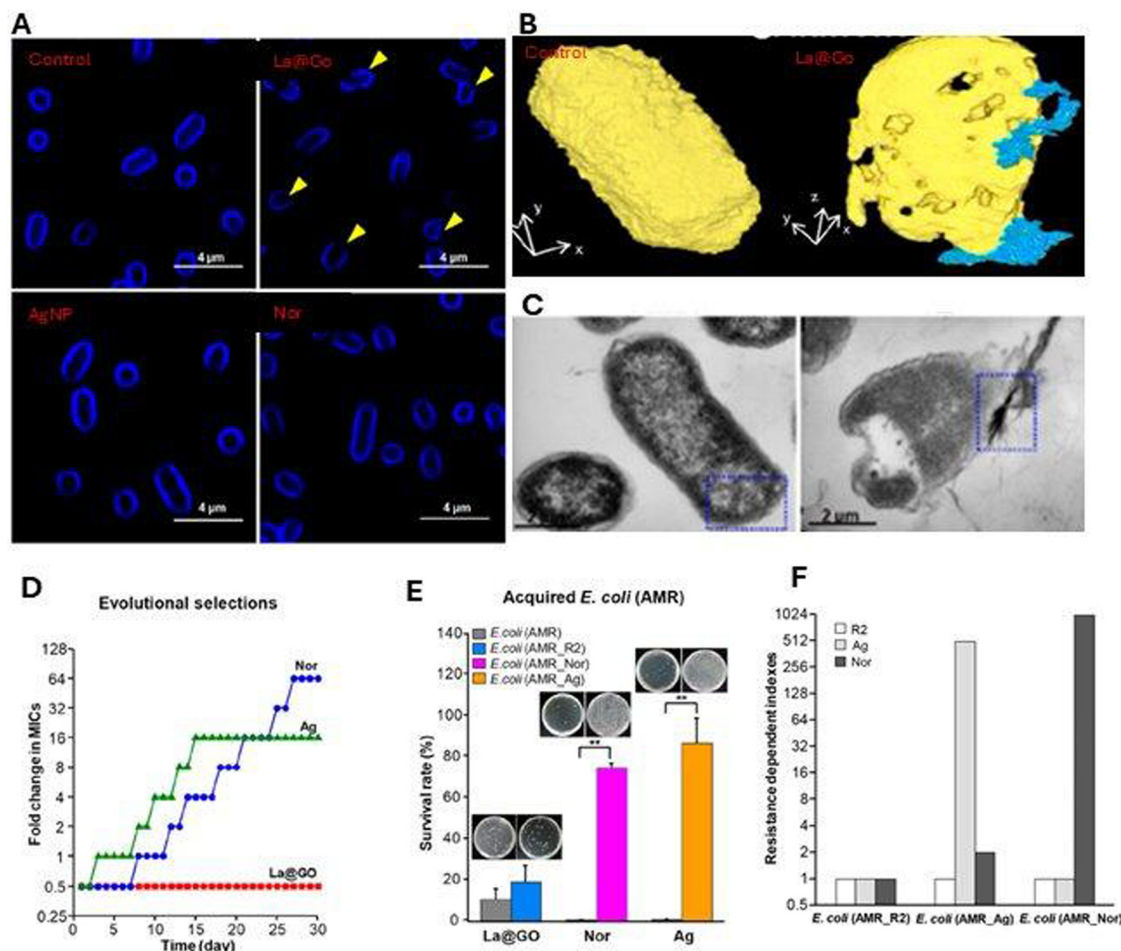 A
Control
La@Go
4 µm
4 µm
AgNP
Nor
4 µm
4 µm
B
Control
La@Go
y
x
z
y
x
C
2 µm
D
Evolutional selections
Fold change in MICs
128
64
32
16
8
4
2
1
0.5
0.25
Nor
Ag
La@GO
0
5
10
15
20
25
30
Time (day)
E
Acquired E. coli (AMR)
Survival rate (%)
140
120
100
80
60
40
20
0
E.coli (AMR)
E.coli (AMR_R2)
E.coli (AMR_Nor)
E.coli (AMR_Ag)
**
**
La@GO
Nor
Ag
F
Resistance dependent indexes
1024
512
256
128
64
32
16
8
4
2
1
0.5
R2
Ag
Nor
E. coli (AMR_R2)
E. coli (AMR_Ag)
E. coli (AMR_Nor)